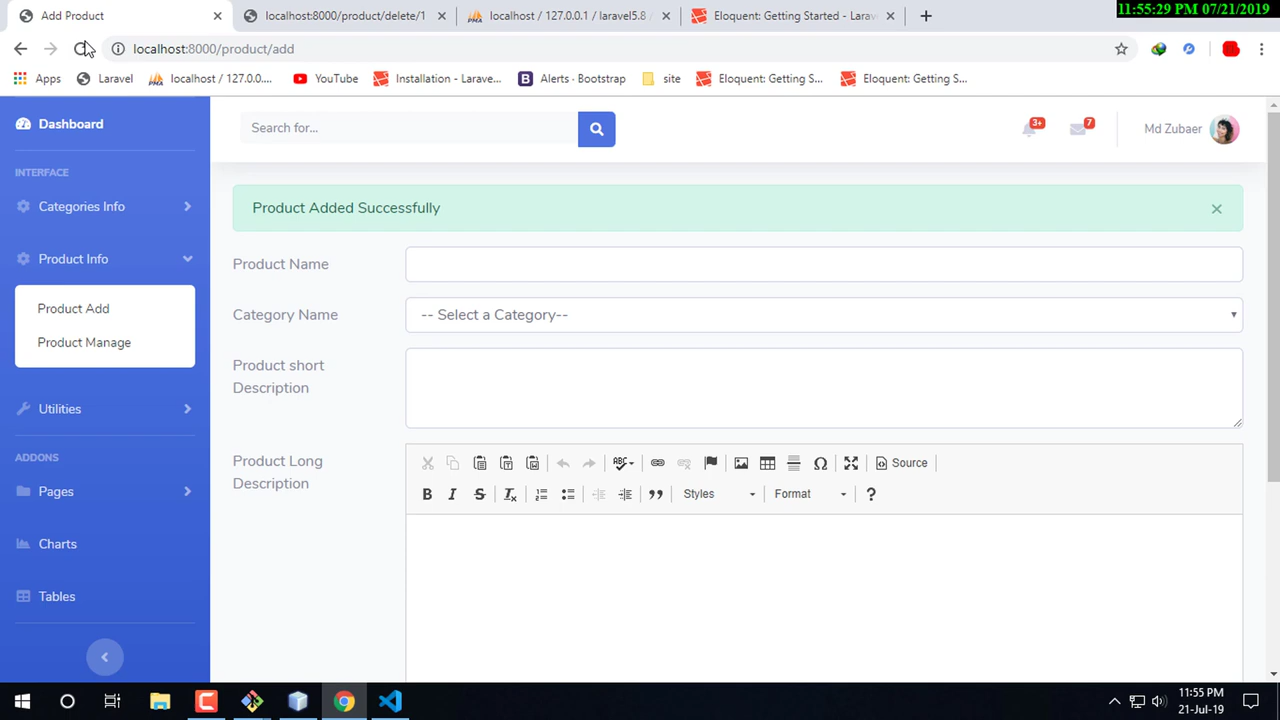 Add Product
localhost:8000/product/delete/1
localhost / 127.0.0.1 / laravel5.8
Eloquent: Getting Started - Larav
11:55:29 PM 07/21/2019
localhost:8000/product/add
Apps
Laravel
localhost / 127.0.0....
YouTube
Installation - Larave...
Alerts · Bootstrap
site
Eloquent: Getting S...
Eloquent: Getting S...
Dashboard
Search for...
3+
7
Md Zubaer
INTERFACE
Categories Info
Product Added Successfully
Product Info
Product Name
Product Add
Category Name
-- Select a Category--
Product Manage
Product short
Description
Utilities
ADDONS
Product Long
Description
Source
Pages
Styles
Format
Charts
Tables
11:55 PM
21-Jul-19